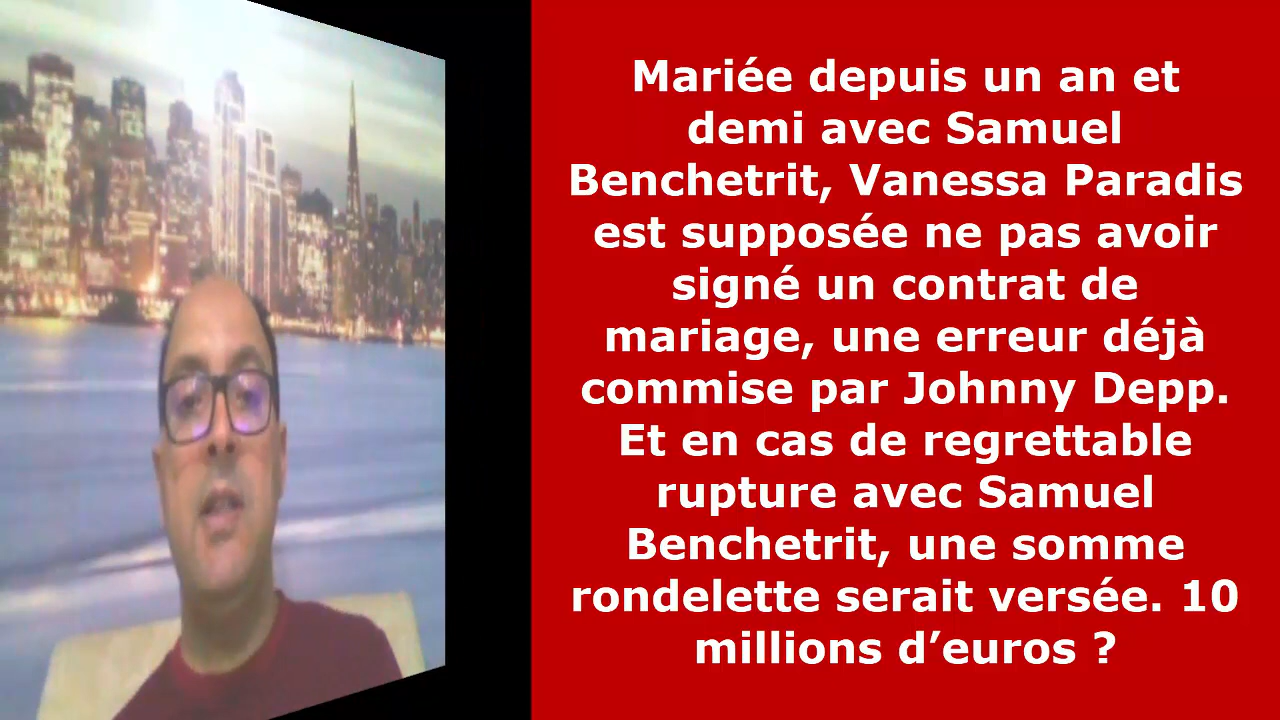 Mariée depuis un an et
demi avec Samuel
Benchetrit, Vanessa Paradis
est supposée ne pas avoir
signé un contrat de
mariage, une erreur déjà
commise par Johnny Depp.
Et en cas de regrettable
rupture avec Samuel
Benchetrit, une somme
rondelette serait versée. 10
millions d’euros ?